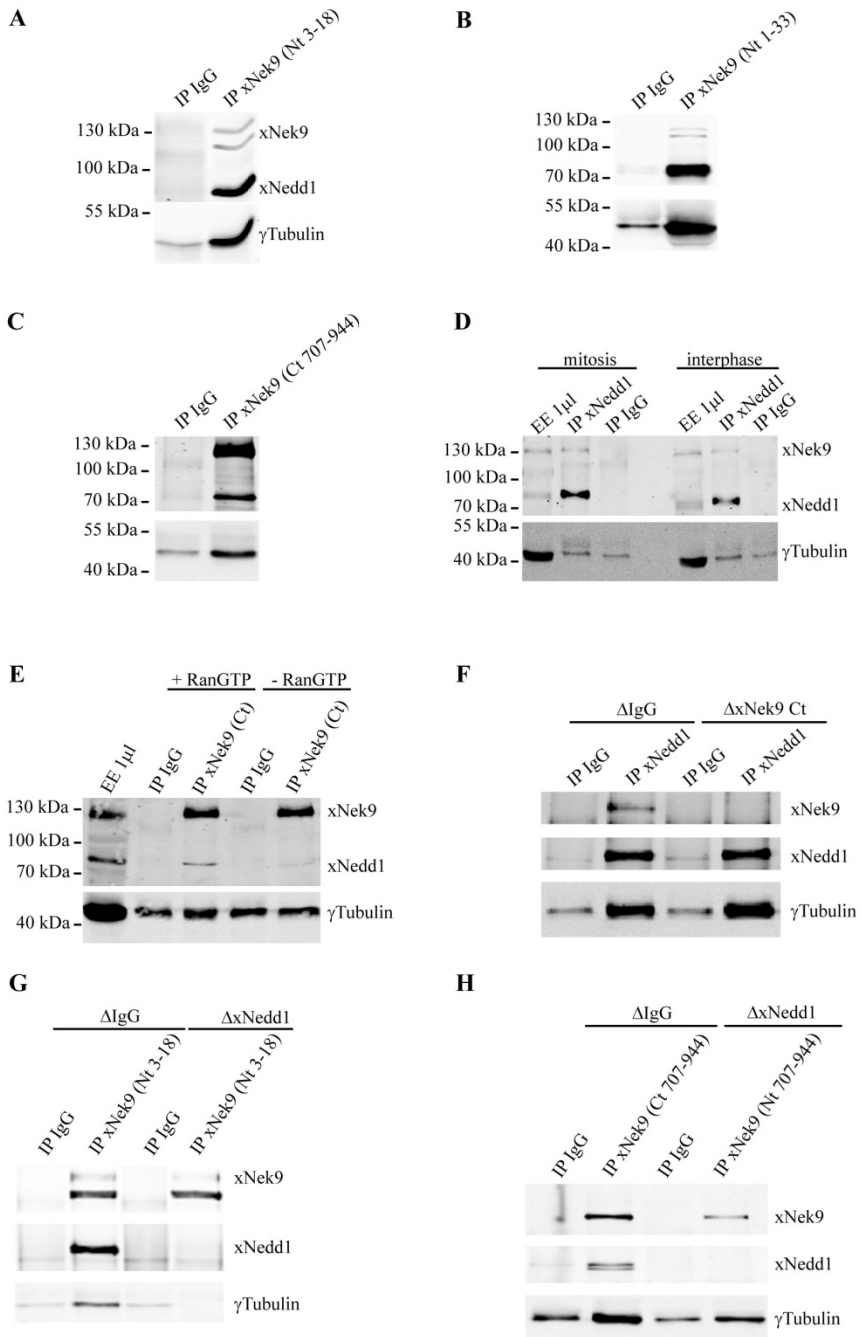 A
IP IgG
IP xNek9 (Nt 3-18)
130 kDa
100 kDa
55 kDa
xNek9
xNedd1
γTubulin
B
IP IgG
IP xNek9 (Nt 1-33)
130 kDa
100 kDa
70 kDa
55 kDa
40 kDa
C
IP IgG
IP xNek9 (Ct 707-944)
130 kDa
100 kDa
70 kDa
55 kDa
40 kDa
D
mitosis interphase
EE 1µl
IP xNedd1
IP IgG
EE 1µl
IP xNedd1
IP IgG
130 kDa
100 kDa
70 kDa
55 kDa
40 kDa
xNek9
xNedd1
γTubulin
E
+ RanGTP - RanGTP
EE 1µl
IP IgG
IP xNek9 (Ct)
IP IgG
IP xNek9 (Ct)
130 kDa
100 kDa
70 kDa
40 kDa
xNek9
xNedd1
γTubulin
F
ΔIgG ΔxNek9 Ct
IP IgG
IP xNedd1
IP IgG
IP xNedd1
xNek9
xNedd1
γTubulin
G
ΔIgG ΔxNedd1
IP IgG
IP xNek9 (Nt 3-18)
IP IgG
IP xNek9 (Nt 3-18)
xNek9
xNedd1
γTubulin
H
ΔIgG ΔxNedd1
IP IgG
IP xNek9 (Ct 707-944)
IP IgG
IP xNek9 (Nt 707-944)
xNek9
xNedd1
γTubulin